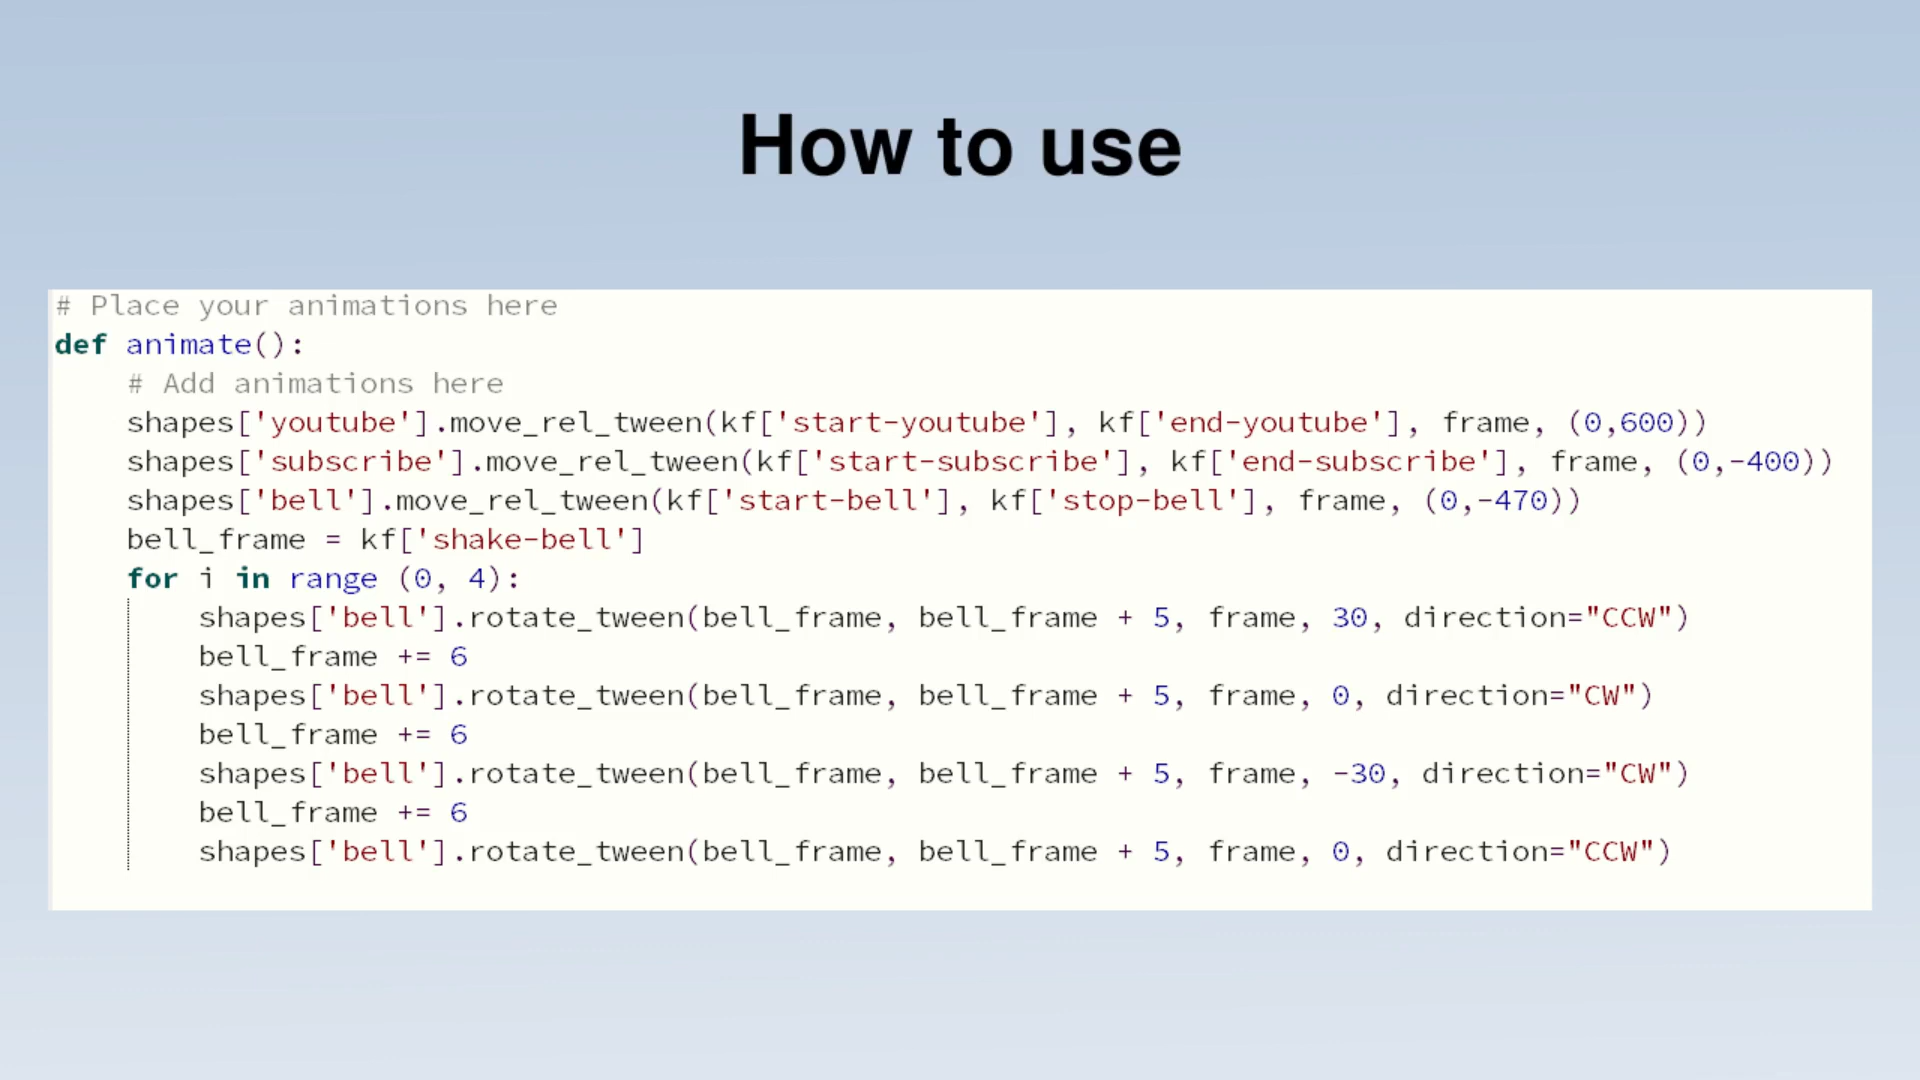 How to use
# Place your animations here
def animate():
    # Add animations here
    shapes['youtube'].move_rel_tween(kf['start-youtube'], kf['end-youtube'], frame, (0,600))
    shapes['subscribe'].move_rel_tween(kf['start-subscribe'], kf['end-subscribe'], frame, (0,-400))
    shapes['bell'].move_rel_tween(kf['start-bell'], kf['stop-bell'], frame, (0,-470))
    bell_frame = kf['shake-bell']
    for i in range (0, 4):
        shapes['bell'].rotate_tween(bell_frame, bell_frame + 5, frame, 30, direction="CCW")
        bell_frame += 6
        shapes['bell'].rotate_tween(bell_frame, bell_frame + 5, frame, 0, direction="CW")
        bell_frame += 6
        shapes['bell'].rotate_tween(bell_frame, bell_frame + 5, frame, -30, direction="CW")
        bell_frame += 6
        shapes['bell'].rotate_tween(bell_frame, bell_frame + 5, frame, 0, direction="CCW")